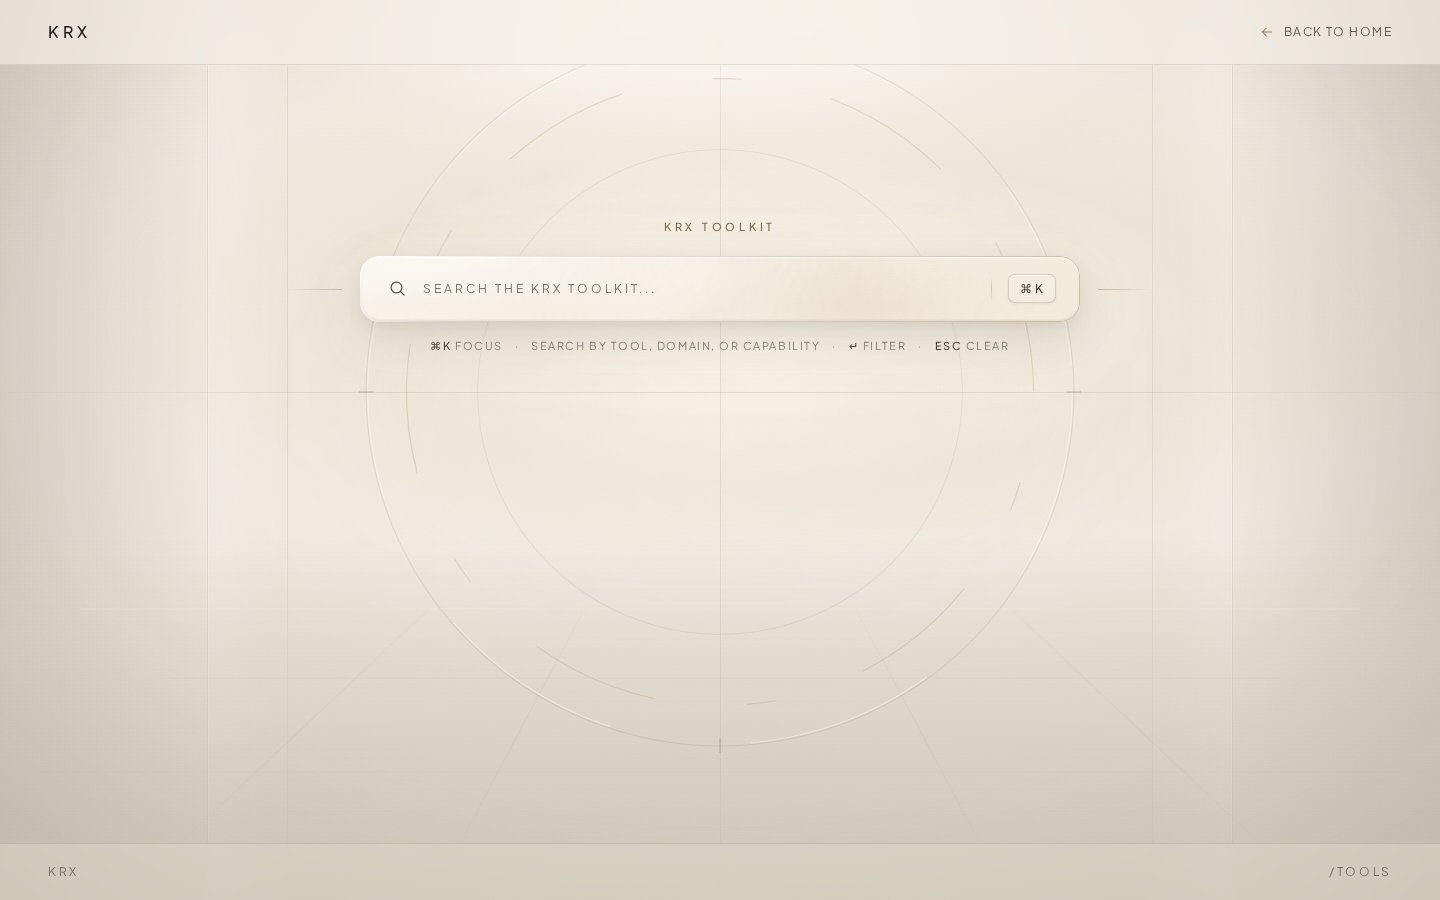 KRX
← BACK TO HOME
KRX TOOLKIT
SEARCH THE KRX TOOLKIT...
⌘ K
⌘K FOCUS · SEARCH BY TOOL, DOMAIN, OR CAPABILITY · ↵ FILTER · ESC CLEAR
KRX
/TOOLS